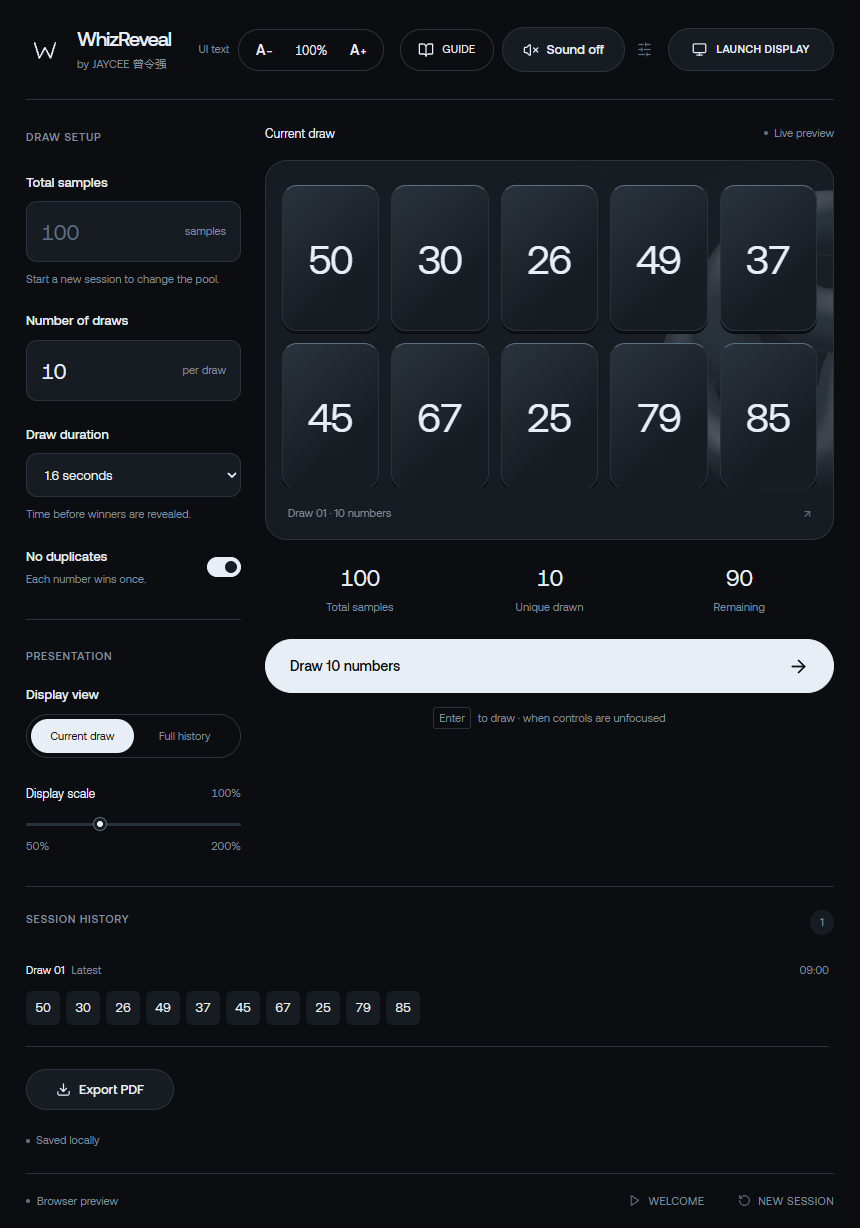 W
WhizReveal
by JAYCEE 曾令强
UI text
A−
100%
A+
GUIDE
Sound off
LAUNCH DISPLAY
DRAW SETUP
Total samples
100 samples
Start a new session to change the pool.
Number of draws
10 per draw
Draw duration
1.6 seconds
Time before winners are revealed.
No duplicates
Each number wins once.
PRESENTATION
Display view
Current draw
Full history
Display scale 100%
50% 200%
Current draw
Live preview
50 30 26 49 37
45 67 25 79 85
Draw 01 · 10 numbers
100 10 90
Total samples Unique drawn Remaining
Draw 10 numbers
Enter to draw · when controls are unfocused
SESSION HISTORY 1
Draw 01 Latest 09:00
50 30 26 49 37 45 67 25 79 85
Export PDF
Saved locally
Browser preview WELCOME NEW SESSION